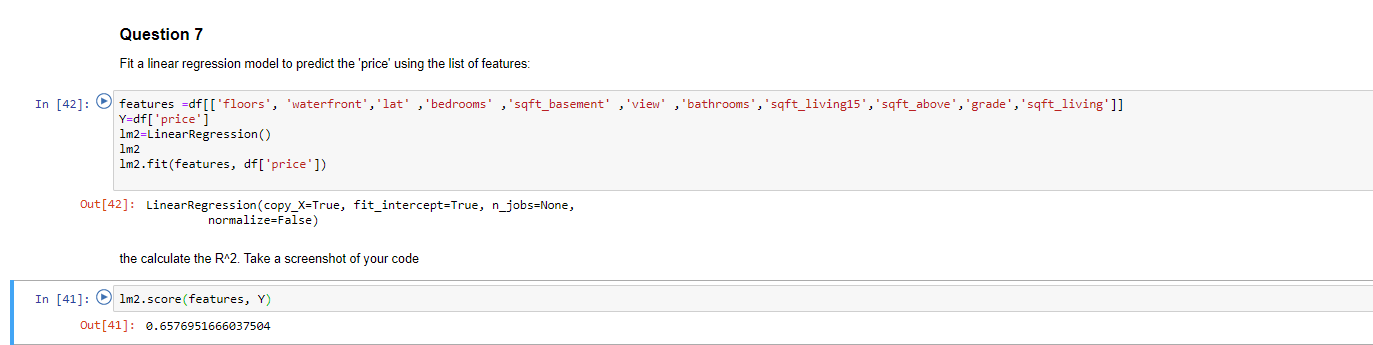 Question 7
Fit a linear regression model to predict the 'price' using the list of features:
In [42]: features =df[['floors', 'waterfront','lat' ,'bedrooms' ,'sqft_basement' ,'view' ,'bathrooms','sqft_living15','sqft_above','grade','sqft_living']]
Y=df['price']
lm2=LinearRegression()
lm2
lm2.fit(features, df['price'])
Out[42]: LinearRegression(copy_X=True, fit_intercept=True, n_jobs=None,
normalize=False)
the calculate the R^2. Take a screenshot of your code
In [41]: lm2.score(features, Y)
Out[41]: 0.6576951666037504